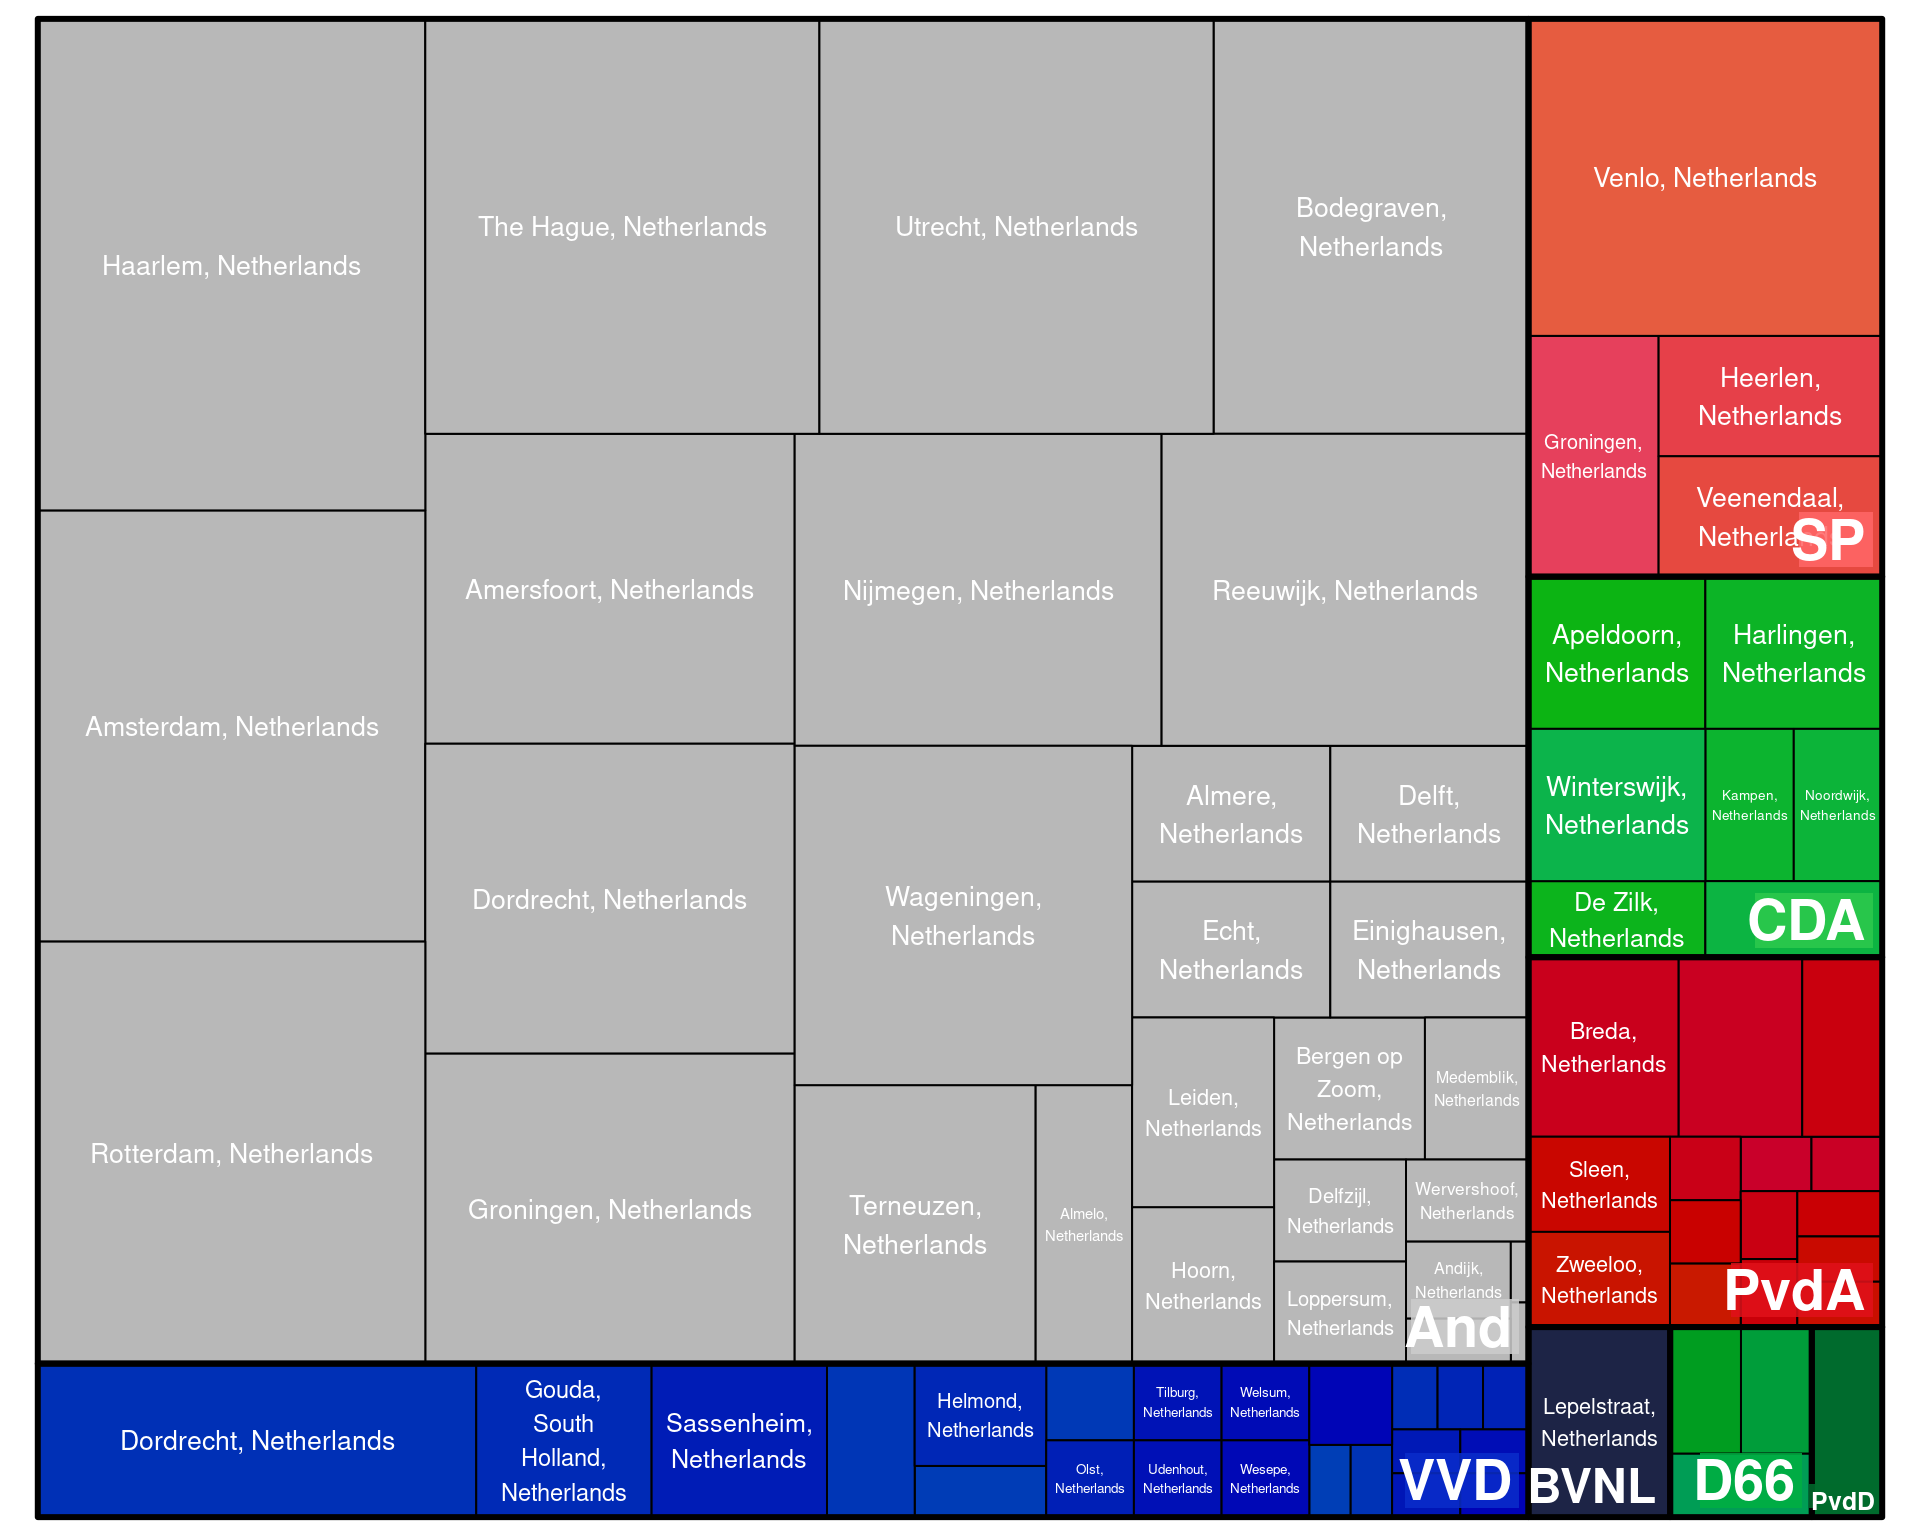 Haarlem, Netherlands
The Hague, Netherlands
Utrecht, Netherlands
Bodegraven,
Netherlands
Amsterdam, Netherlands
Amersfoort, Netherlands
Nijmegen, Netherlands
Reeuwijk, Netherlands
Rotterdam, Netherlands
Dordrecht, Netherlands
Groningen, Netherlands
Wageningen,
Netherlands
Terneuzen,
Netherlands
Almelo,
Netherlands
Almere,
Netherlands
Delft,
Netherlands
Echt,
Netherlands
Einighausen,
Netherlands
Leiden,
Netherlands
Bergen op
Zoom,
Netherlands
Medemblik,
Netherlands
Hoorn,
Netherlands
Delfzijl,
Netherlands
Wervershoof,
Netherlands
Loppersum,
Netherlands
Andijk,
Netherlands
And
Venlo, Netherlands
Groningen,
Netherlands
Heerlen,
Netherlands
Veenendaal,
Netherlands
SP
Apeldoorn,
Netherlands
Harlingen,
Netherlands
Winterswijk,
Netherlands
Kampen,
Netherlands
Noordwijk,
Netherlands
De Zilk,
Netherlands
CDA
Breda,
Netherlands
Sleen,
Netherlands
Zweeloo,
Netherlands
PvdA
Dordrecht, Netherlands
Gouda,
South
Holland,
Netherlands
Sassenheim,
Netherlands
Helmond,
Netherlands
Olst,
Netherlands
Tilburg,
Netherlands
Udenhout,
Netherlands
Welsum,
Netherlands
Wesepe,
Netherlands
VVD
Lepelstraat,
Netherlands
BVNL
D66
PvdD